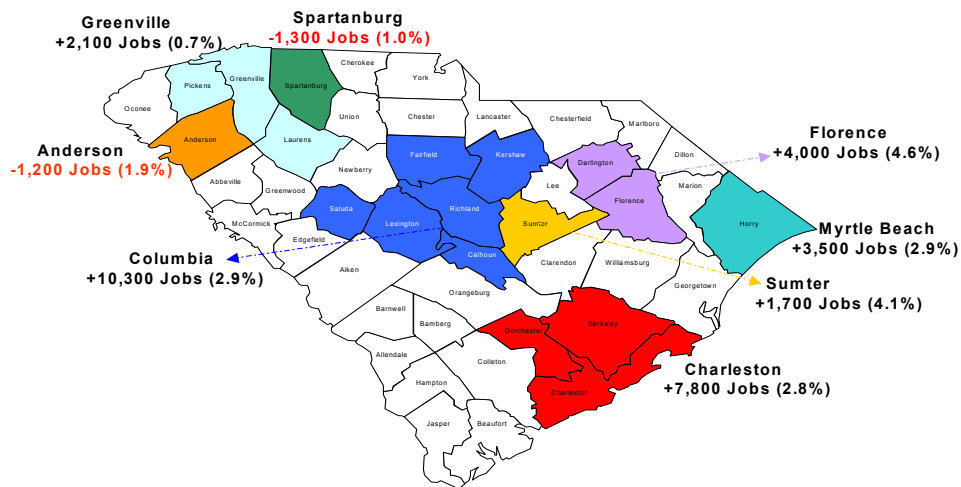 Greenville
+2,100 Jobs (0.7%)
Spartanburg
-1,300 Jobs (1.0%)
Anderson
-1,200 Jobs (1.9%)
Florence
+4,000 Jobs (4.6%)
Myrtle Beach
+3,500 Jobs (2.9%)
Columbia
+10,300 Jobs (2.9%)
Sumter
+1,700 Jobs (4.1%)
Charleston
+7,800 Jobs (2.8%)
Oconee
Pickens
Greenville
Spartanburg
Cherokee
York
Union
Chester
Lancaster
Chesterfield
Marlboro
Dillon
Anderson
Laurens
Abbeville
Greenwood
Newberry
Fairfield
Kershaw
Darlington
Lee
Florence
Marion
Horry
McCormick
Edgefield
Saluda
Lexington
Richland
Sumter
Calhoun
Clarendon
Williamsburg
Georgetown
Aiken
Orangeburg
Barnwell
Bamberg
Dorchester
Berkeley
Allendale
Colleton
Charleston
Hampton
Jasper
Beaufort